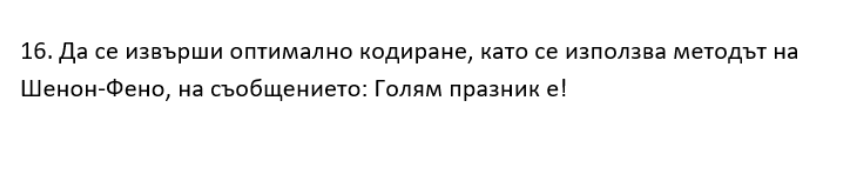 16. Да се извърши оптимално кодиране, като се използва методът на
Шенон-Фено, на съобщението: Голям празник е!